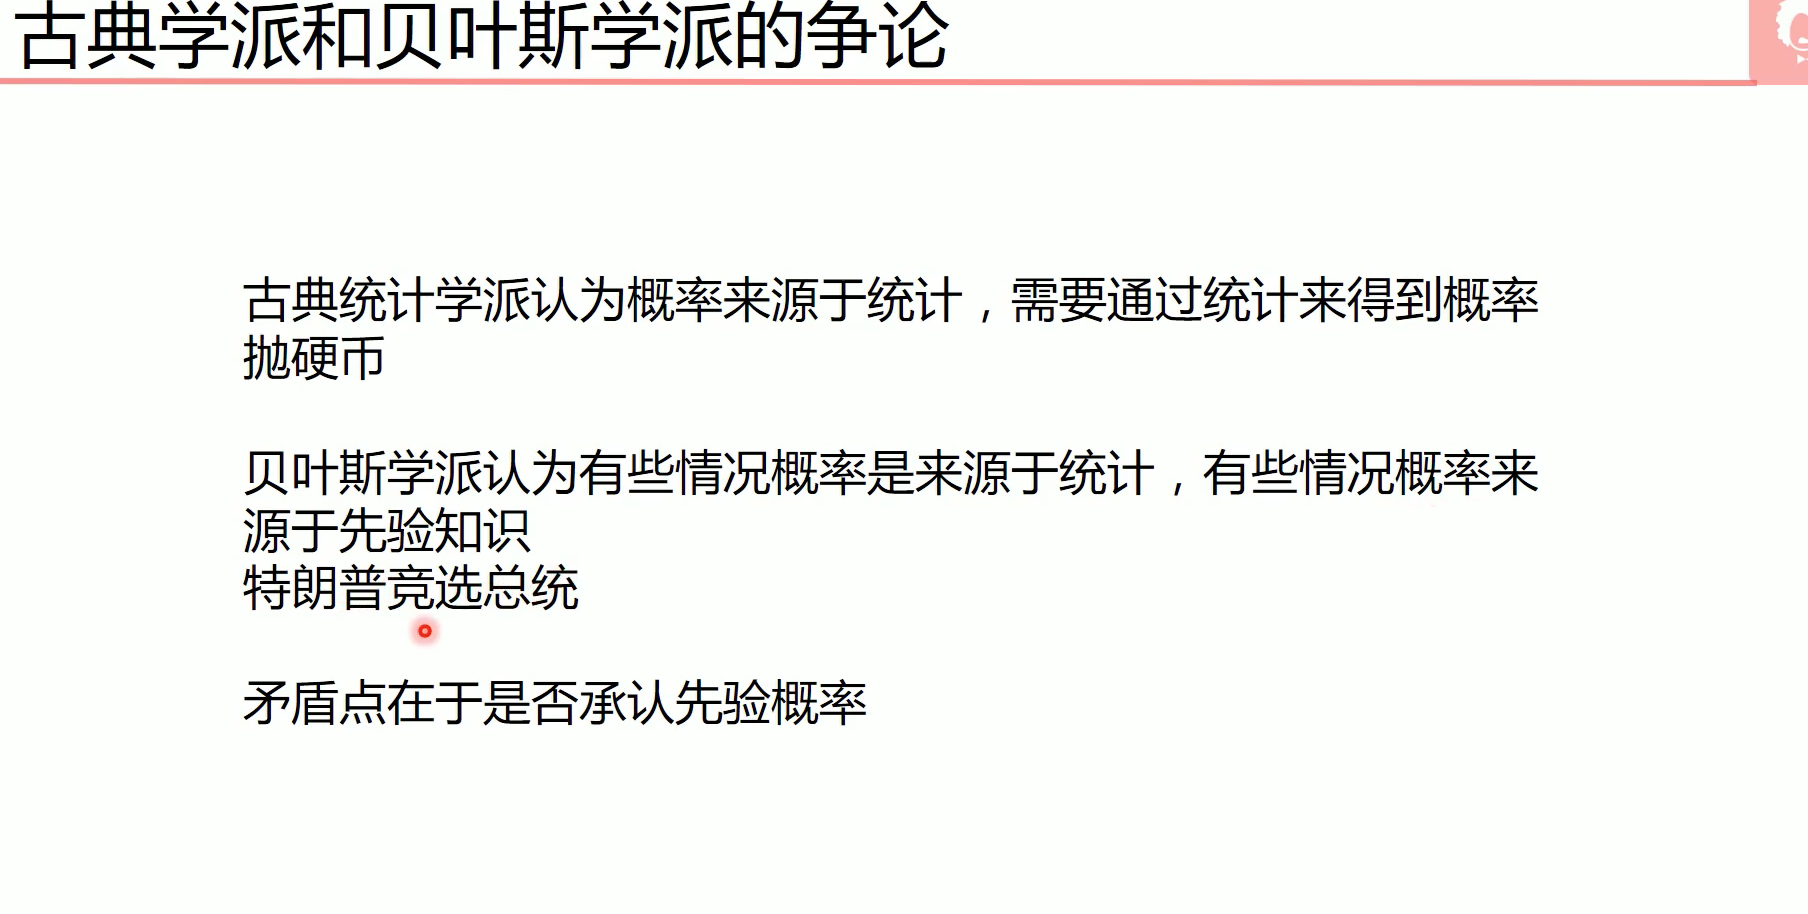 古典学派和贝叶斯学派的争论
古典统计学派认为概率来源于统计，需要通过统计来得到概率
抛硬币
贝叶斯学派认为有些情况概率是来源于统计，有些情况概率来
源于先验知识
特朗普竞选总统
矛盾点在于是否承认先验概率